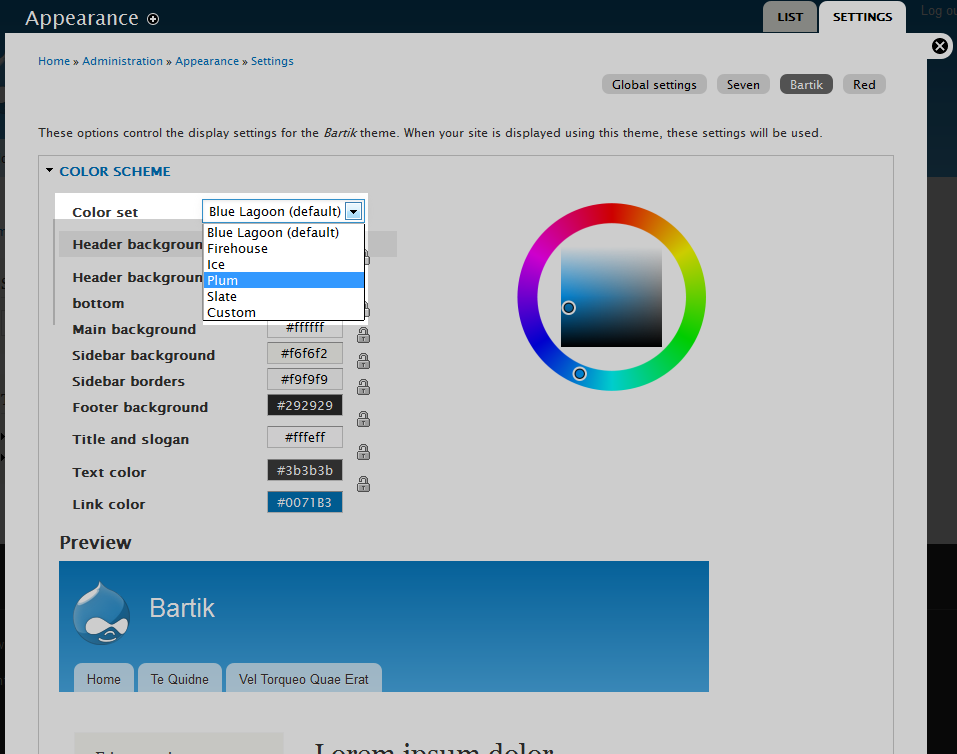 Appearance
LIST
SETTINGS
Log ou
Home » Administration » Appearance » Settings
Global settings
Seven
Bartik
Red
These options control the display settings for the Bartik theme. When your site is displayed using this theme, these settings will be used.
COLOR SCHEME
Color set
Blue Lagoon (default)
Blue Lagoon (default)
Firehouse
Ice
Plum
Slate
Custom
Header backgroun
Header backgroun
bottom
Main background #ffffff
Sidebar background #f6f6f2
Sidebar borders #f9f9f9
Footer background #292929
Title and slogan #fffeff
Text color #3b3b3b
Link color #0071B3
Preview
Bartik
Home
Te Quidne
Vel Torqueo Quae Erat
Lorem ipsum dolor